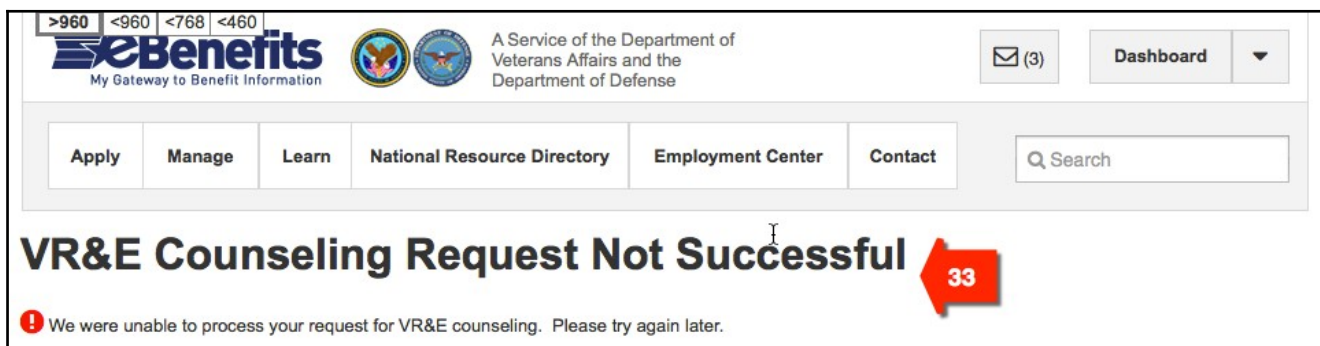 >960 <960 <768 <460
eBenefits
My Gateway to Benefit Information
A Service of the Department of
Veterans Affairs and the
Department of Defense
(3)
Dashboard
Apply Manage Learn National Resource Directory Employment Center Contact
Search
VR&E Counseling Request Not Successful
33
We were unable to process your request for VR&E counseling. Please try again later.